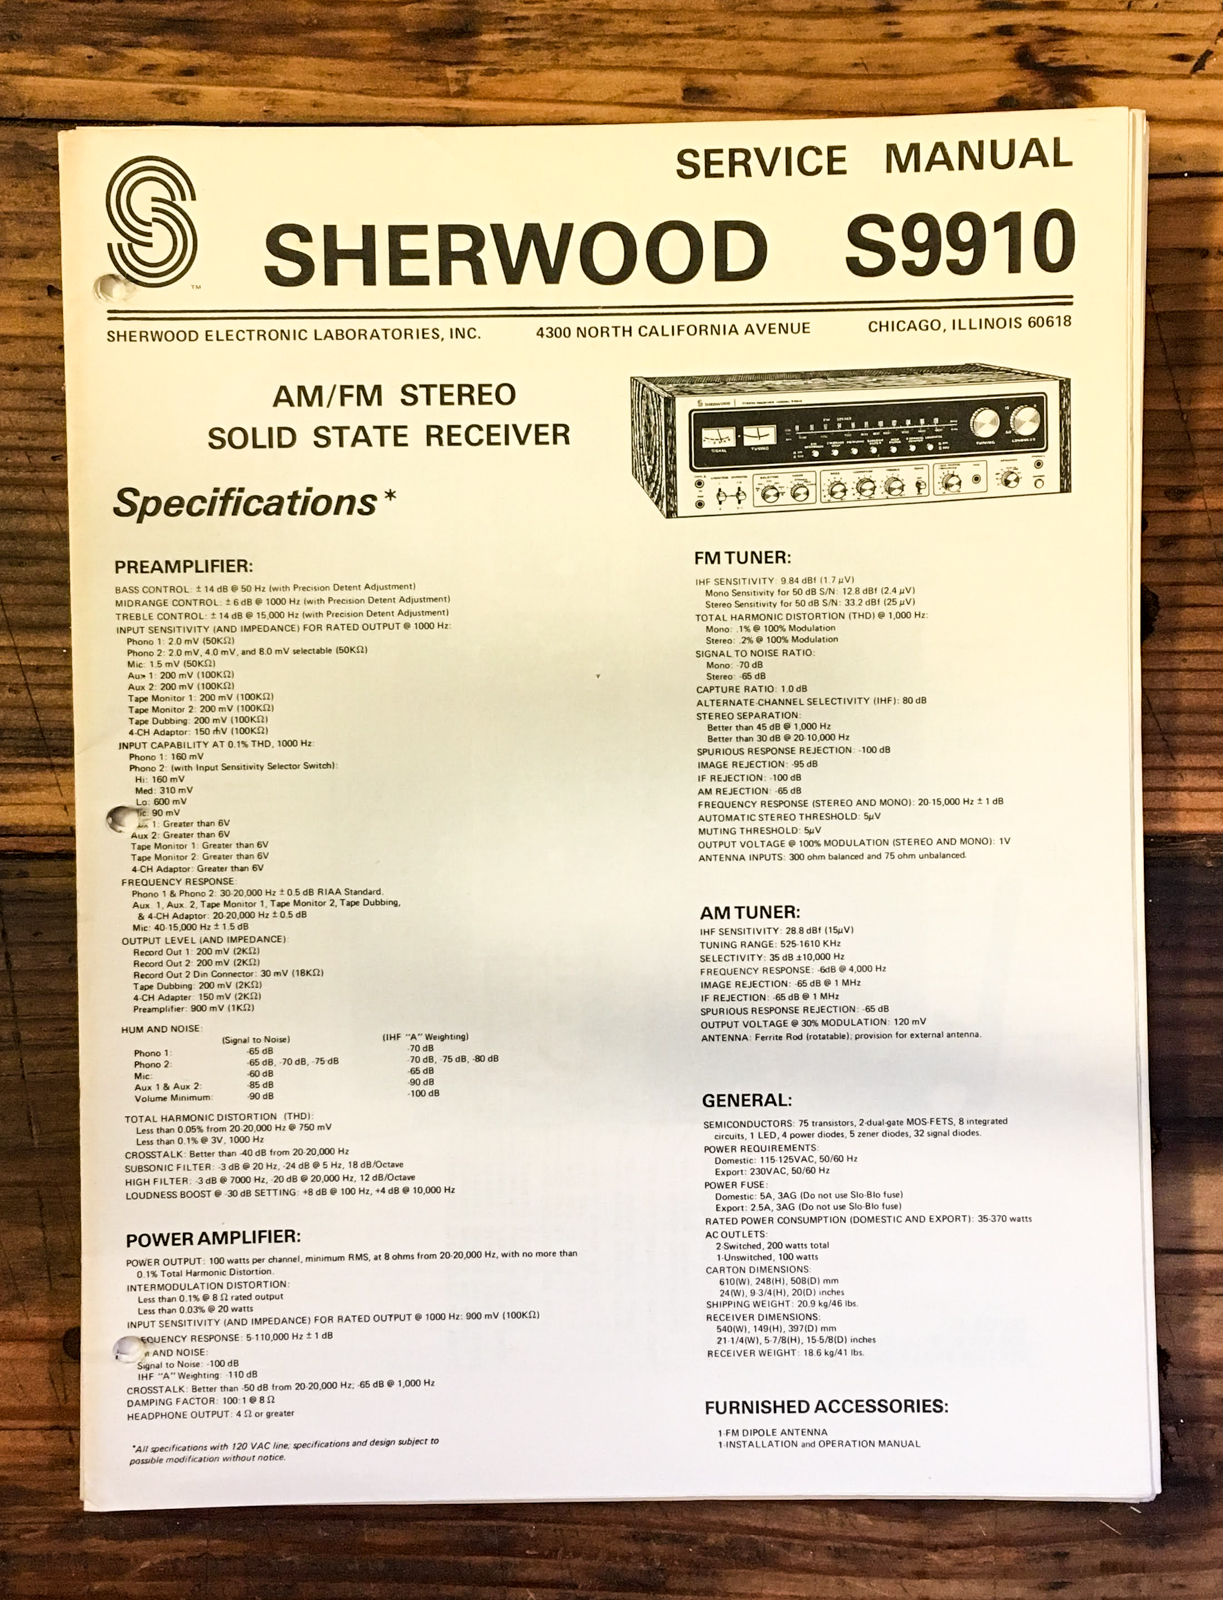 SERVICE MANUAL
SHERWOOD S9910
TM
SHERWOOD ELECTRONIC LABORATORIES, INC. 4300 NORTH CALIFORNIA AVENUE CHICAGO, ILLINOIS 60618
AM/FM STEREO
SOLID STATE RECEIVER
Specifications*
PREAMPLIFIER:
BASS CONTROL: ±14 dB @ 50 Hz (with Precision Detent Adjustment)
MIDRANGE CONTROL: ±6 dB @ 1000 Hz (with Precision Detent Adjustment)
TREBLE CONTROL: ±14 dB @ 15,000 Hz (with Precision Detent Adjustment)
INPUT SENSITIVITY (AND IMPEDANCE) FOR RATED OUTPUT @ 1000 Hz:
Phono 1: 2.0 mV (50KΩ)
Phono 2: 2.0 mV, 4.0 mV, and 8.0 mV selectable (50KΩ)
Mic: 1.5 mV (50KΩ)
Aux 1: 200 mV (100KΩ)
Aux 2: 200 mV (100KΩ)
Tape Monitor 1: 200 mV (100KΩ)
Tape Monitor 2: 200 mV (100KΩ)
Tape Dubbing: 200 mV (100KΩ)
4-CH Adaptor: 150 mV (100KΩ)
INPUT CAPABILITY AT 0.1% THD, 1000 Hz:
Phono 1: 160 mV
Phono 2: (with Input Sensitivity Selector Switch):
Hi: 160 mV
Med: 310 mV
Lo: 600 mV
ic: 90 mV
1: Greater than 6V
Aux 2: Greater than 6V
Tape Monitor 1: Greater than 6V
Tape Monitor 2: Greater than 6V
4-CH Adaptor: Greater than 6V
FREQUENCY RESPONSE:
Phono 1 & Phono 2: 30-20,000 Hz ±0.5 dB RIAA Standard.
Aux. 1, Aux. 2, Tape Monitor 1, Tape Monitor 2, Tape Dubbing,
& 4-CH Adaptor: 20-20,000 Hz ±0.5 dB
Mic: 40-15,000 Hz ±1.5 dB
OUTPUT LEVEL (AND IMPEDANCE):
Record Out 1: 200 mV (2KΩ)
Record Out 2: 200 mV (2KΩ)
Record Out 2 Din Connector: 30 mV (18KΩ)
Tape Dubbing: 200 mV (2KΩ)
4-CH Adapter: 150 mV (2KΩ)
Preamplifier: 900 mV (1KΩ)
HUM AND NOISE:
(Signal to Noise) (IHF "A" Weighting)
Phono 1: -65 dB -70 dB
Phono 2: -65 dB, -70 dB, -75 dB -70 dB, -75 dB, -80 dB
Mic: -60 dB -65 dB
Aux 1 & Aux 2: -85 dB -90 dB
Volume Minimum: -90 dB -100 dB
TOTAL HARMONIC DISTORTION (THD):
Less than 0.05% from 20-20,000 Hz @ 750 mV
Less than 0.1% @ 3V, 1000 Hz
CROSSTALK: Better than -40 dB from 20-20,000 Hz
SUBSONIC FILTER: -3 dB @ 20 Hz, -24 dB @ 5 Hz, 18 dB/Octave
HIGH FILTER: -3 dB @ 7000 Hz, -20 dB @ 20,000 Hz, 12 dB/Octave
LOUDNESS BOOST @ -30 dB SETTING: +8 dB @ 100 Hz, +4 dB @ 10,000 Hz
POWER AMPLIFIER:
POWER OUTPUT: 100 watts per channel, minimum RMS, at 8 ohms from 20-20,000 Hz, with no more than
0.1% Total Harmonic Distortion.
INTERMODULATION DISTORTION:
Less than 0.1% @ 8 Ω rated output
Less than 0.03% @ 20 watts
INPUT SENSITIVITY (AND IMPEDANCE) FOR RATED OUTPUT @ 1000 Hz: 900 mV (100KΩ)
EQUENCY RESPONSE: 5-110,000 Hz ±1 dB
AND NOISE:
Signal to Noise: -100 dB
IHF "A" Weighting: -110 dB
CROSSTALK: Better than -50 dB from 20-20,000 Hz; -65 dB @ 1,000 Hz
DAMPING FACTOR: 100:1 @ 8 Ω
HEADPHONE OUTPUT: 4 Ω or greater
*All specifications with 120 VAC line; specifications and design subject to
possible modification without notice.
FM TUNER:
IHF SENSITIVITY: 9.84 dBf (1.7 μV)
Mono Sensitivity for 50 dB S/N: 12.8 dBf (2.4 μV)
Stereo Sensitivity for 50 dB S/N: 33.2 dBf (25 μV)
TOTAL HARMONIC DISTORTION (THD) @ 1,000 Hz:
Mono: .1% @ 100% Modulation
Stereo: .2% @ 100% Modulation
SIGNAL TO NOISE RATIO:
Mono: -70 dB
Stereo: -65 dB
CAPTURE RATIO: 1.0 dB
ALTERNATE-CHANNEL SELECTIVITY (IHF): 80 dB
STEREO SEPARATION:
Better than 45 dB @ 1,000 Hz
Better than 30 dB @ 20-10,000 Hz
SPURIOUS RESPONSE REJECTION: -100 dB
IMAGE REJECTION: -95 dB
IF REJECTION: -100 dB
AM REJECTION: -65 dB
FREQUENCY RESPONSE (STEREO AND MONO): 20-15,000 Hz ±1 dB
AUTOMATIC STEREO THRESHOLD: 5μV
MUTING THRESHOLD: 5μV
OUTPUT VOLTAGE @ 100% MODULATION (STEREO AND MONO): 1V
ANTENNA INPUTS: 300 ohm balanced and 75 ohm unbalanced.
AM TUNER:
IHF SENSITIVITY: 28.8 dBf (15μV)
TUNING RANGE: 525-1610 KHz
SELECTIVITY: 35 dB ±10,000 Hz
FREQUENCY RESPONSE: -6dB @ 4,000 Hz
IMAGE REJECTION: -65 dB @ 1 MHz
IF REJECTION: -65 dB @ 1 MHz
SPURIOUS RESPONSE REJECTION: -65 dB
OUTPUT VOLTAGE @ 30% MODULATION: 120 mV
ANTENNA: Ferrite Rod (rotatable); provision for external antenna.
GENERAL:
SEMICONDUCTORS: 75 transistors, 2-dual-gate MOS-FETS, 8 integrated
circuits, 1 LED, 4 power diodes, 5 zener diodes, 32 signal diodes.
POWER REQUIREMENTS:
Domestic: 115-125VAC, 50/60 Hz
Export: 230VAC, 50/60 Hz
POWER FUSE:
Domestic: 5A, 3AG (Do not use Slo-Blo fuse)
Export: 2.5A, 3AG (Do not use Slo-Blo fuse)
RATED POWER CONSUMPTION (DOMESTIC AND EXPORT): 35-370 watts
AC OUTLETS:
2-Switched, 200 watts total
1-Unswitched, 100 watts
CARTON DIMENSIONS:
610(W), 248(H), 508(D) mm
24(W), 9-3/4(H), 20(D) inches
SHIPPING WEIGHT: 20.9 kg/46 lbs.
RECEIVER DIMENSIONS:
540(W), 149(H), 397(D) mm
21-1/4(W), 5-7/8(H), 15-5/8(D) inches
RECEIVER WEIGHT: 18.6 kg/41 lbs.
FURNISHED ACCESSORIES:
1-FM DIPOLE ANTENNA
1-INSTALLATION and OPERATION MANUAL